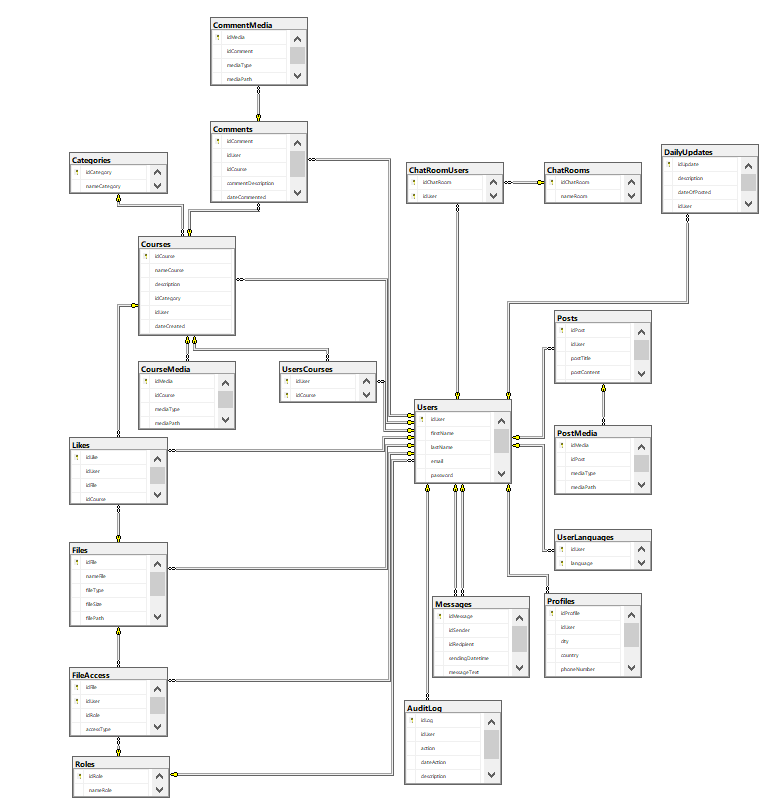 CommentMedia
idMedia
idComment
mediaType
mediaPath
Comments
idComment
idUser
idCourse
commentDescription
dateCommented
Categories
idCategory
nameCategory
ChatRoomUsers
idChatRoom
idUser
ChatRooms
idChatRoom
nameRoom
DailyUpdates
idUpdate
description
dateOfPosted
idUser
Courses
idCourse
nameCourse
description
idCategory
idUser
dateCreated
Posts
idPost
idUser
postTitle
postContent
CourseMedia
idMedia
idCourse
mediaType
mediaPath
UsersCourses
idUser
idCourse
Users
idUser
firstName
lastName
email
password
PostMedia
idMedia
idPost
mediaType
mediaPath
Likes
idLike
idUser
idFile
idCourse
UserLanguages
idUser
language
Files
idFile
nameFile
fileType
fileSize
filePath
Messages
idMessage
idSender
idRecipient
sendingDatetime
messageText
Profiles
idProfile
idUser
city
country
phoneNumber
FileAccess
idFile
idUser
idRole
accessType
AuditLog
idLog
idUser
action
dateAction
description
Roles
idRole
nameRole